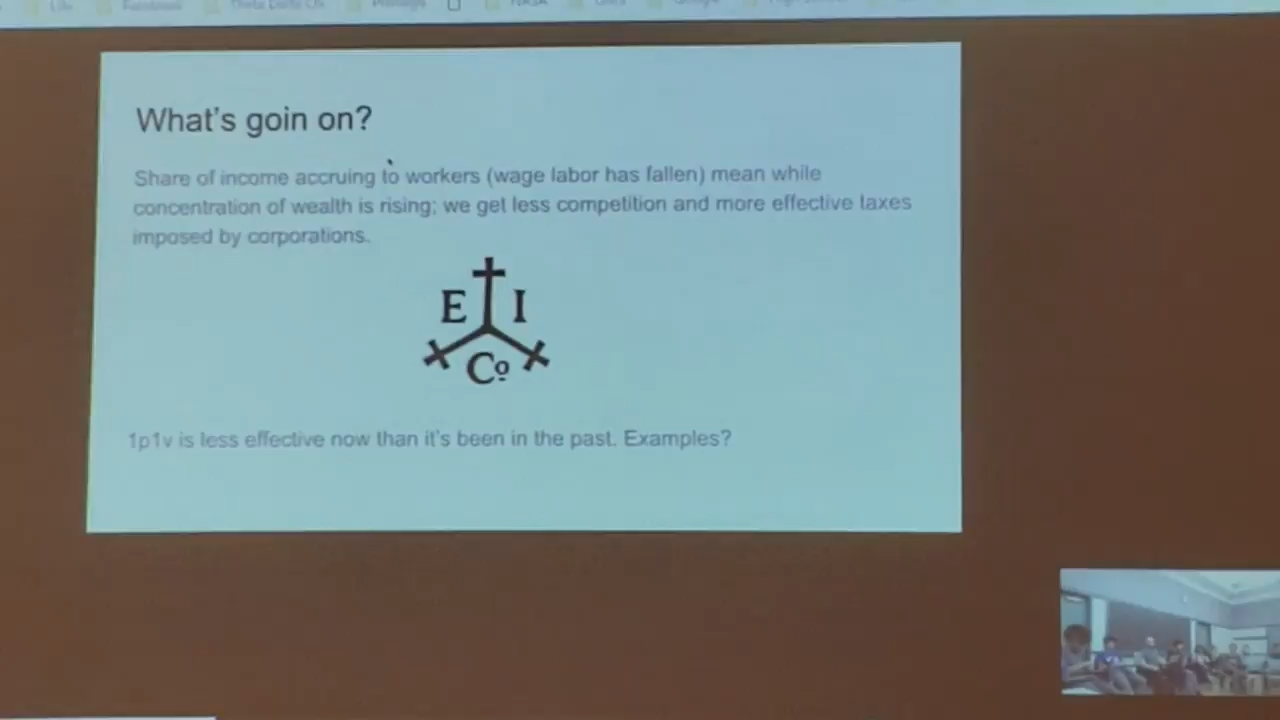 NASA
What's goin on?
Share of income accruing to workers (wage labor has fallen) mean while
concentration of wealth is rising; we get less competition and more effective taxes
imposed by corporations.
E I
Co
1p1v is less effective now than it's been in the past. Examples?